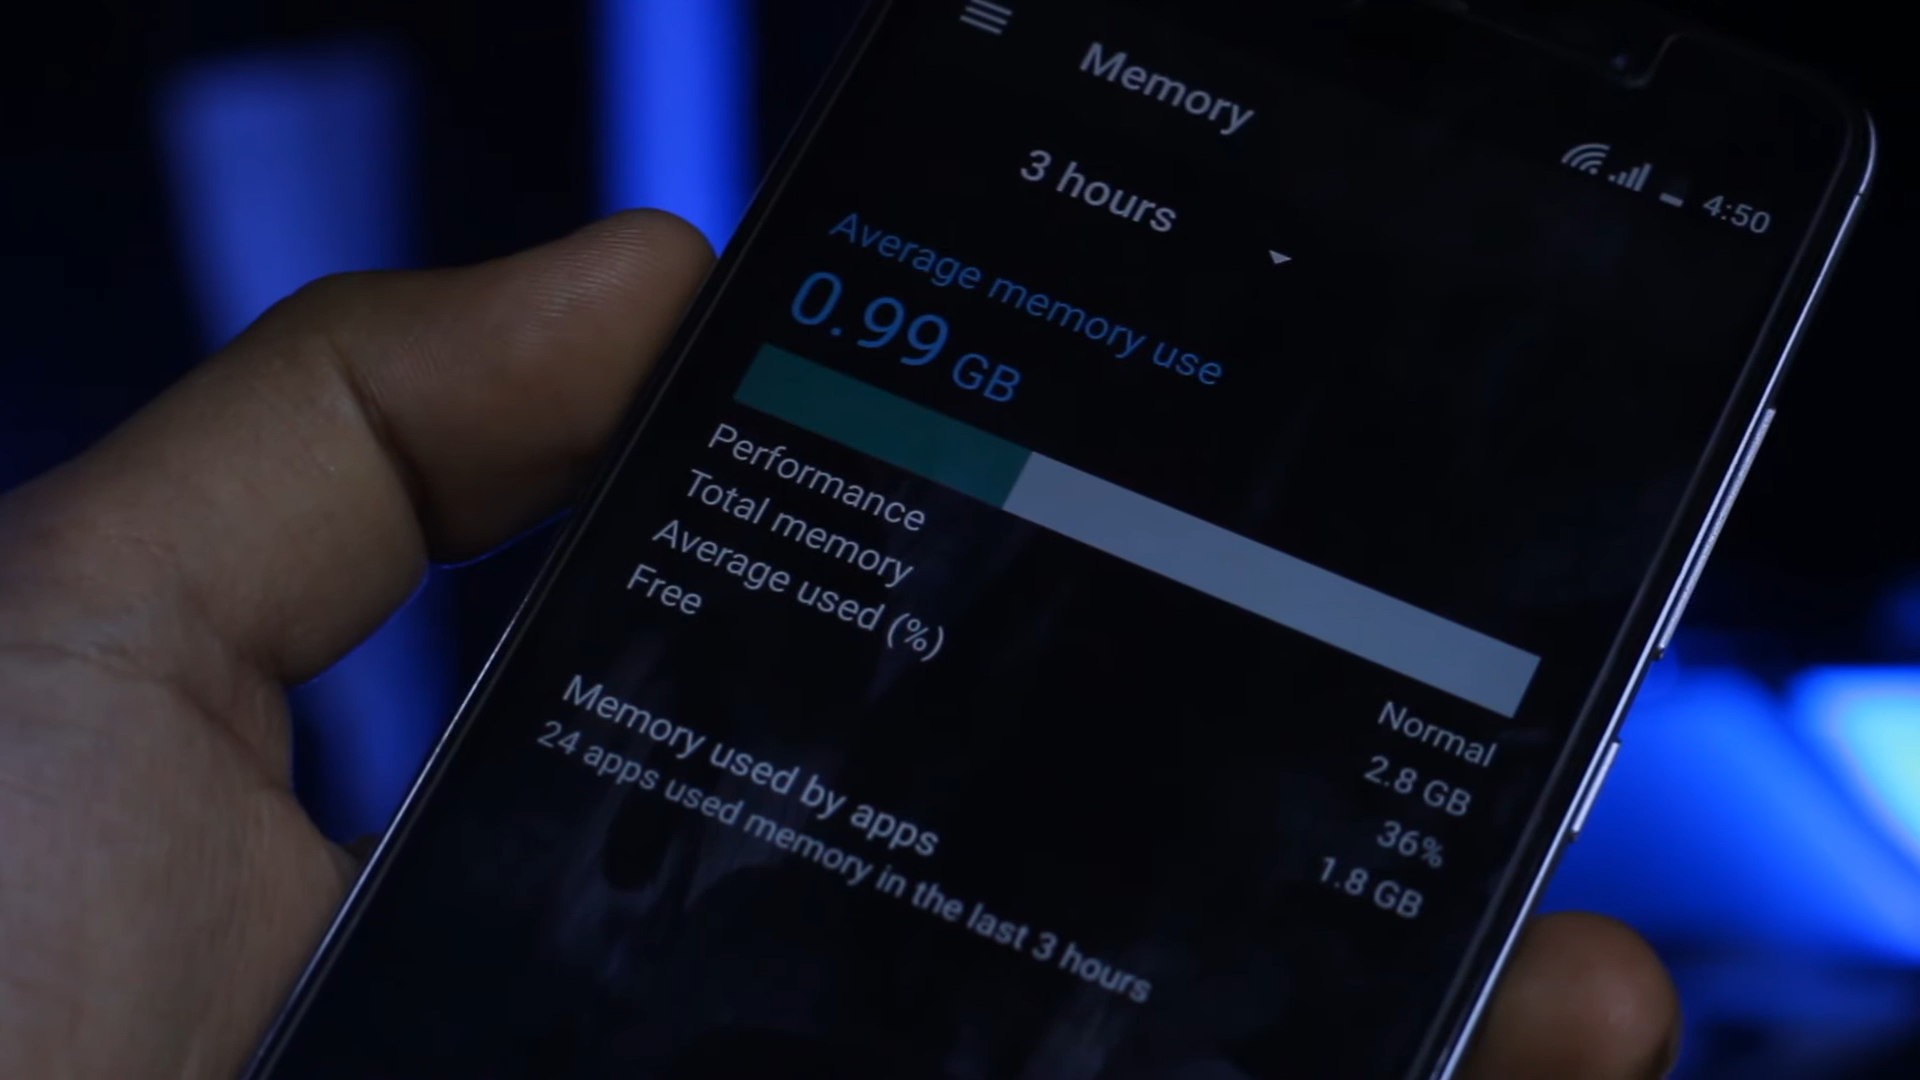 Memory
4:50
3 hours
Average memory use
0.99 GB
Performance Normal
Total memory 2.8 GB
Average used (%) 36%
Free 1.8 GB
Memory used by apps
24 apps used memory in the last 3 hours